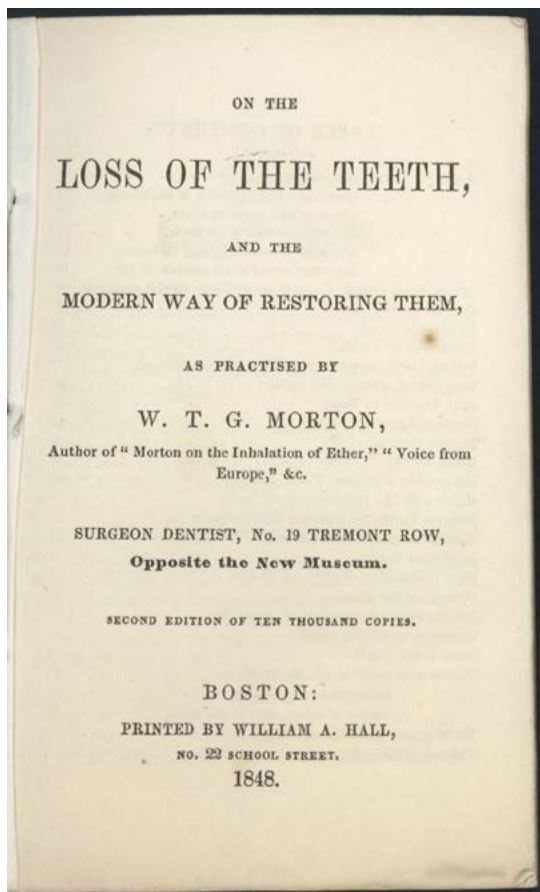 ON THE
LOSS OF THE TEETH,
AND THE
MODERN WAY OF RESTORING THEM,
AS PRACTISED BY
W. T. G. MORTON,
Author of “ Morton on the Inhalation of Ether,” “ Voice from
Europe,” &c.
SURGEON DENTIST, No. 19 TREMONT ROW,
Opposite the New Museum.
SECOND EDITION OF TEN THOUSAND COPIES.
BOSTON:
PRINTED BY WILLIAM A. HALL,
NO. 22 SCHOOL STREET.
1848.